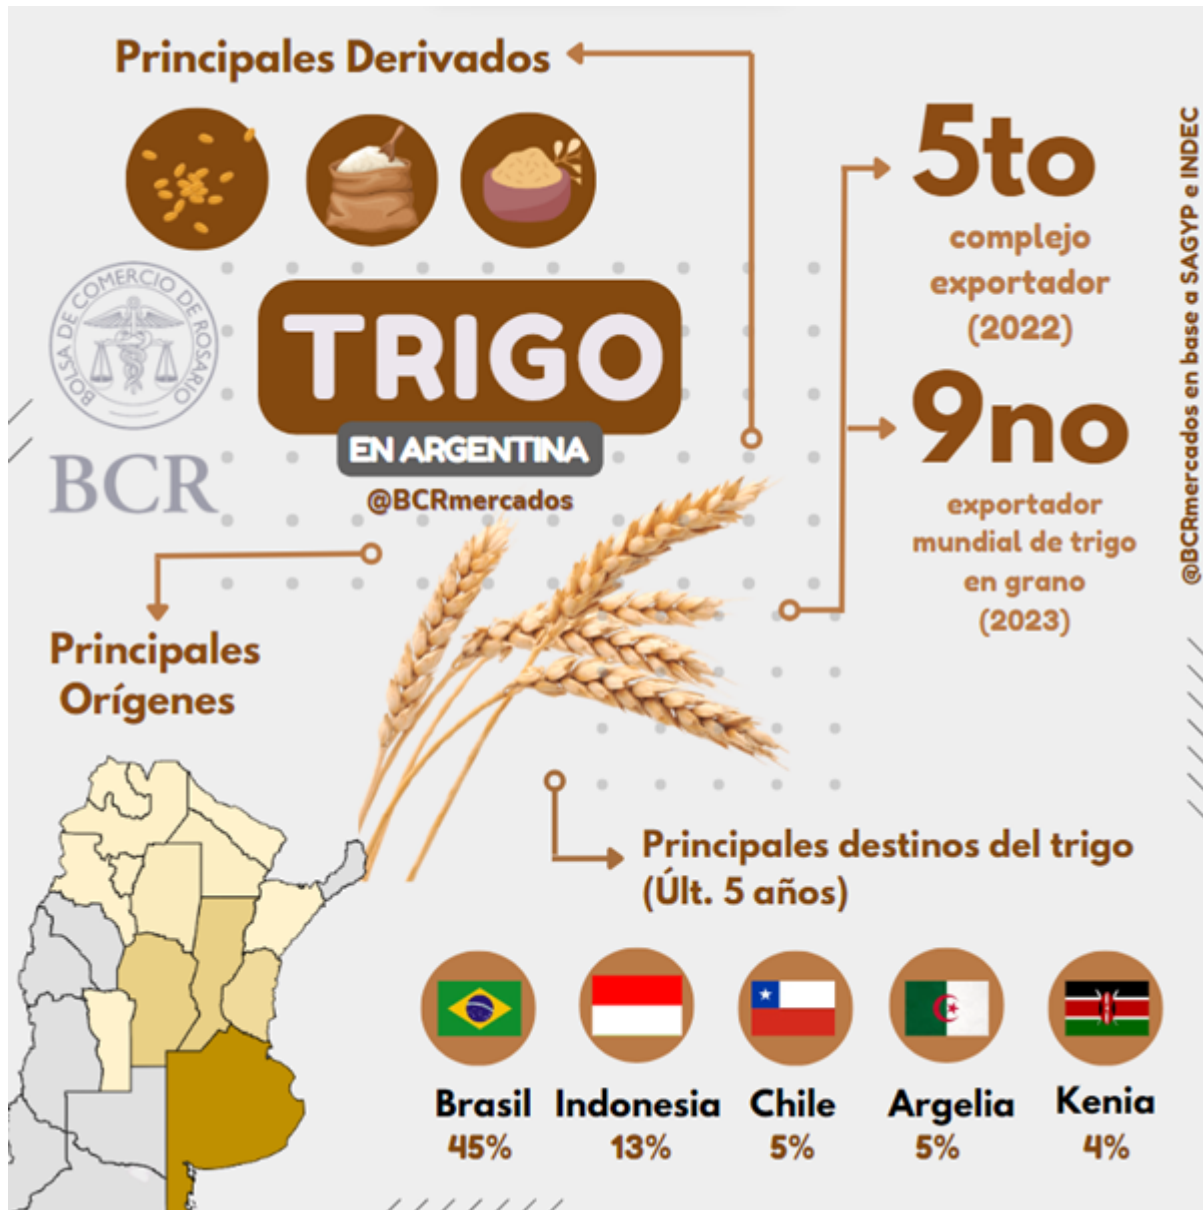 Principales Derivados
5to
complejo
exportador
(2022)
9no
exportador
mundial de trigo
en grano
(2023)
@BCRmercados en base a SAGYP e INDEC
BOLSA DE COMERCIO DE ROSARIO
BCR
TRIGO
EN ARGENTINA
@BCRmercados
Principales
Orígenes
Principales destinos del trigo
(Últ. 5 años)
Brasil Indonesia Chile Argelia Kenia
45% 13% 5% 5% 4%